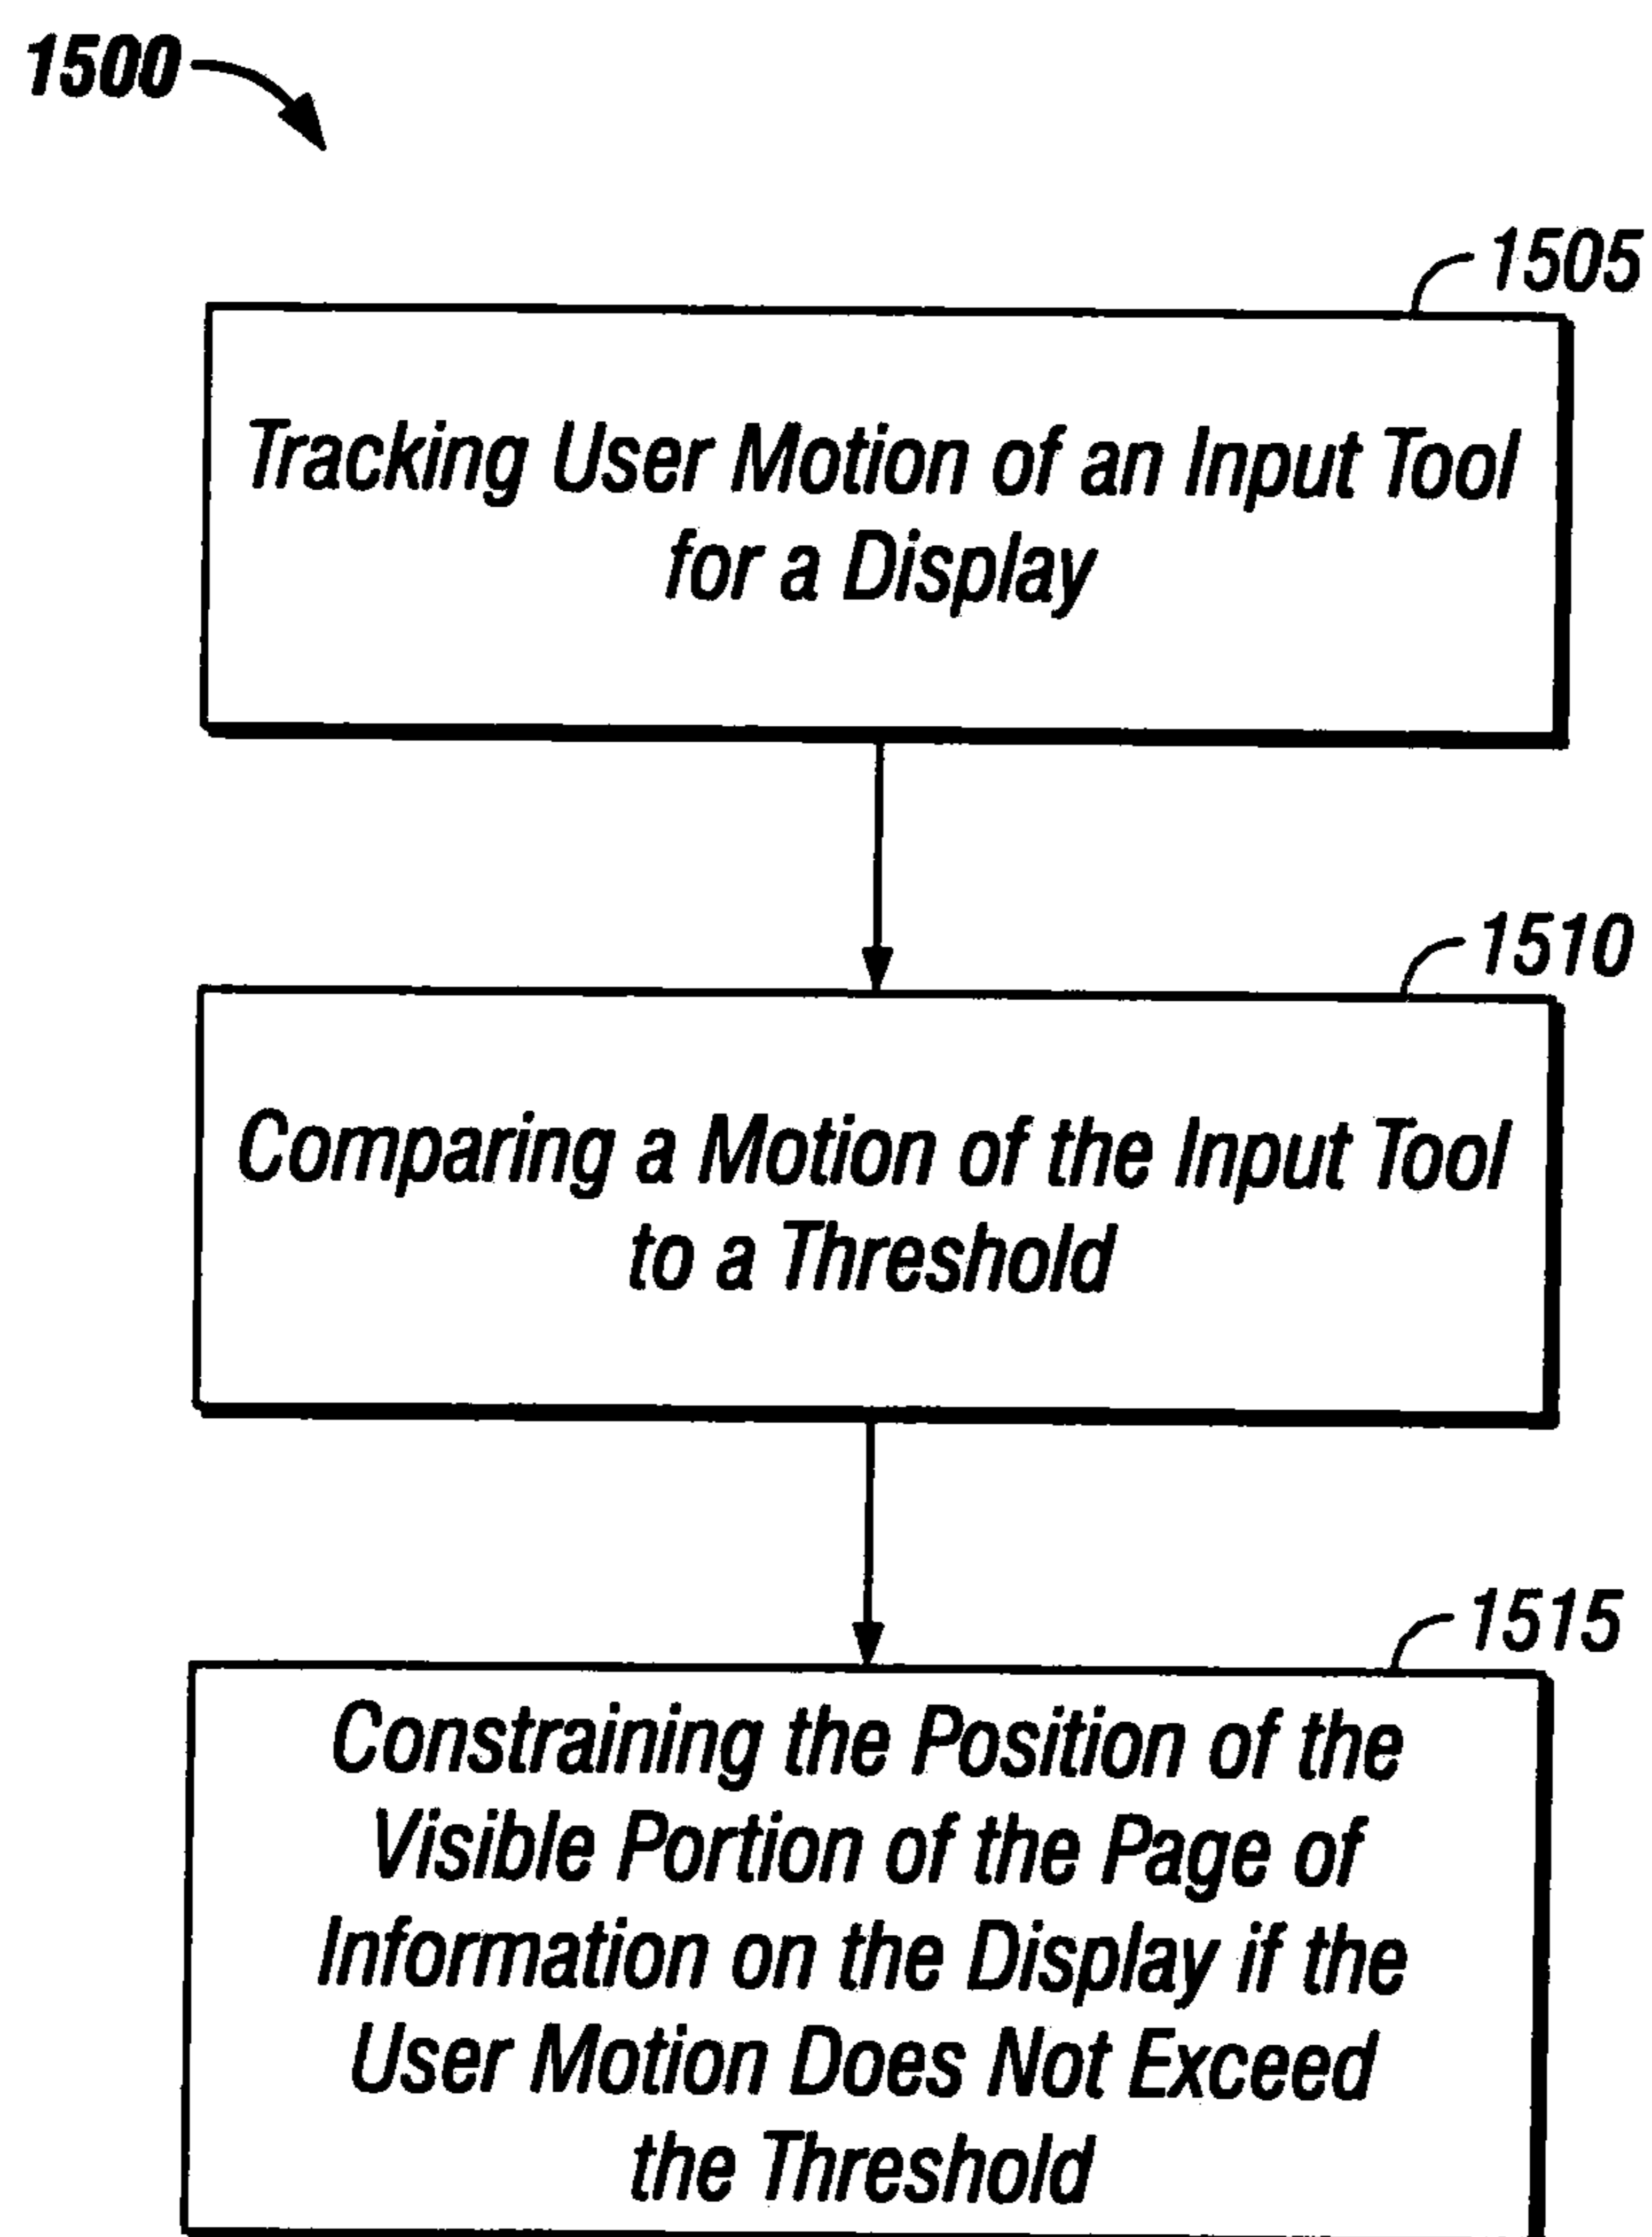 1500
1505
Tracking User Motion of an Input Tool
for a Display
1510
Comparing a Motion of the Input Tool
to a Threshold
1515
Constraining the Position of the
Visible Portion of the Page of
Information on the Display if the
User Motion Does Not Exceed
the Threshold